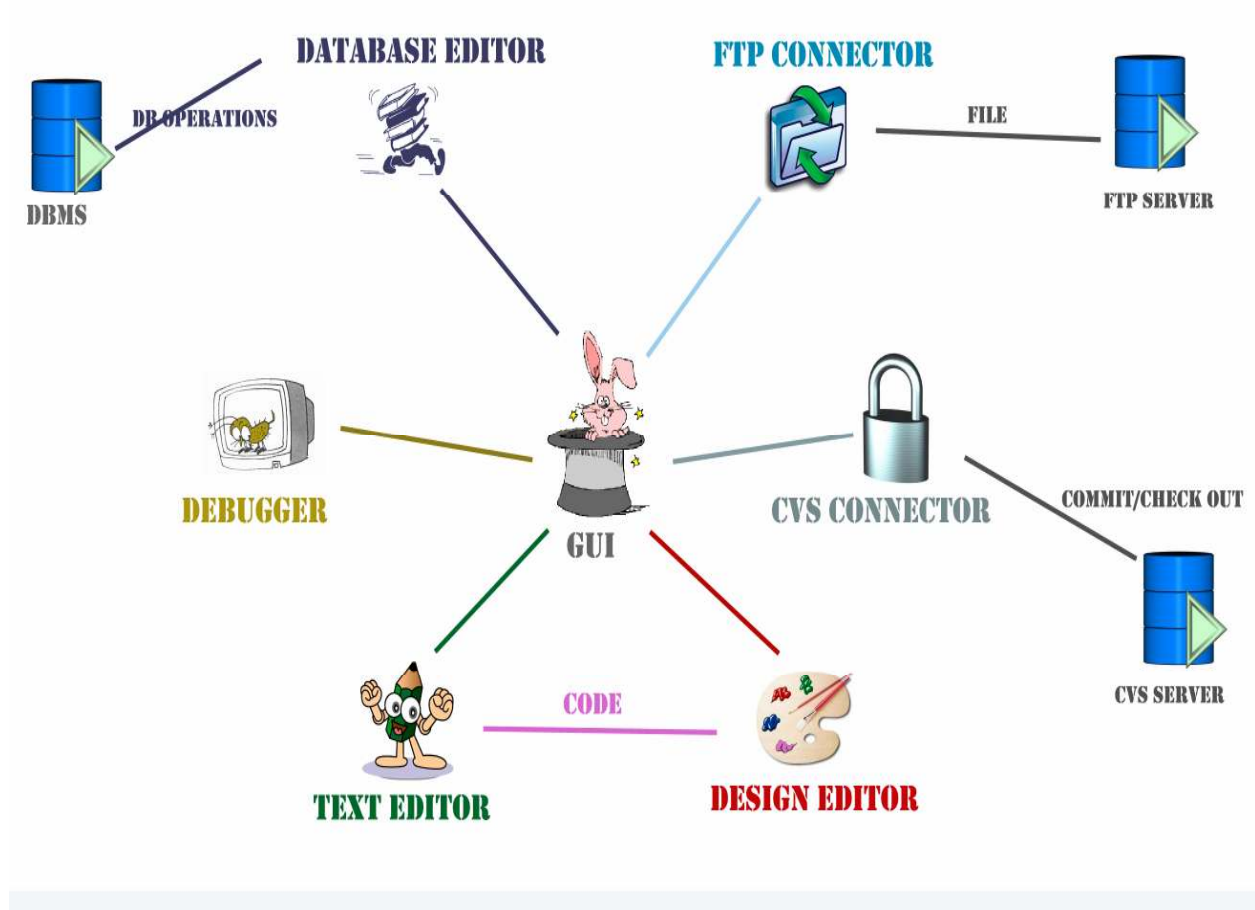 DATABASE EDITOR
FTP CONNECTOR
DB OPERATIONS
FILE
DBMS
FTP SERVER
DEBUGGER
GUI
CVS CONNECTOR
COMMIT/CHECK OUT
CVS SERVER
CODE
TEXT EDITOR
DESIGN EDITOR